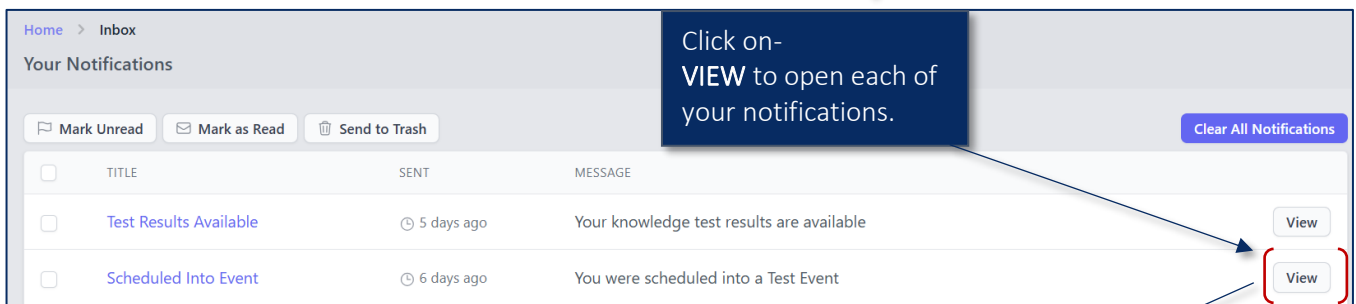 Home > Inbox
Your Notifications
Click on-
VIEW to open each of
your notifications.
Mark Unread Mark as Read Send to Trash Clear All Notifications
TITLE SENT MESSAGE
Test Results Available 5 days ago Your knowledge test results are available View
Scheduled Into Event 6 days ago You were scheduled into a Test Event View